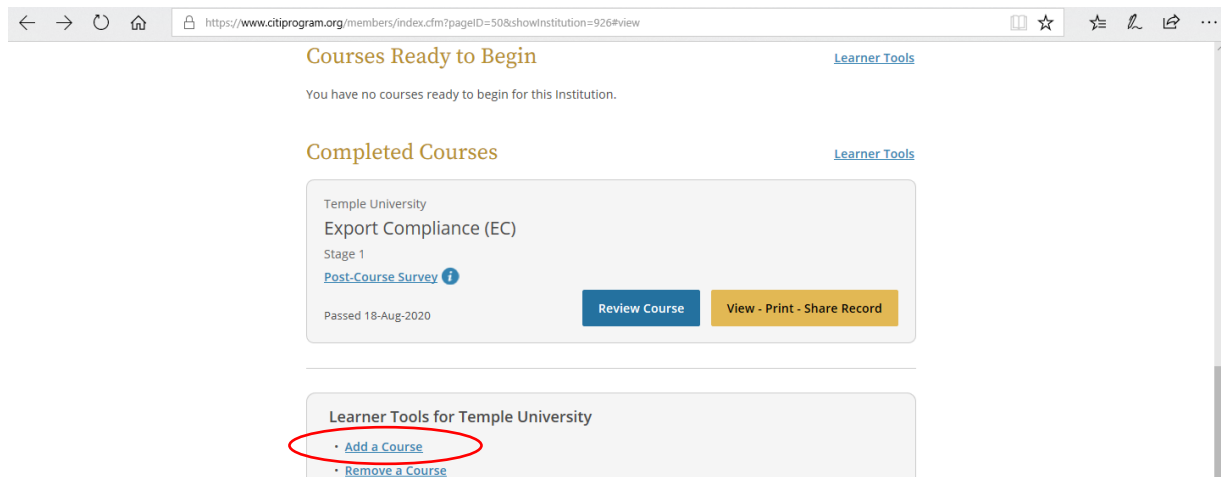 https://www.citiprogram.org/members/index.cfm?pageID=50&showInstitution=926#view
Courses Ready to Begin
Learner Tools
You have no courses ready to begin for this Institution.
Completed Courses
Learner Tools
Temple University
Export Compliance (EC)
Stage 1
Post-Course Survey i
Passed 18-Aug-2020
Review Course
View - Print - Share Record
Learner Tools for Temple University
• Add a Course
• Remove a Course